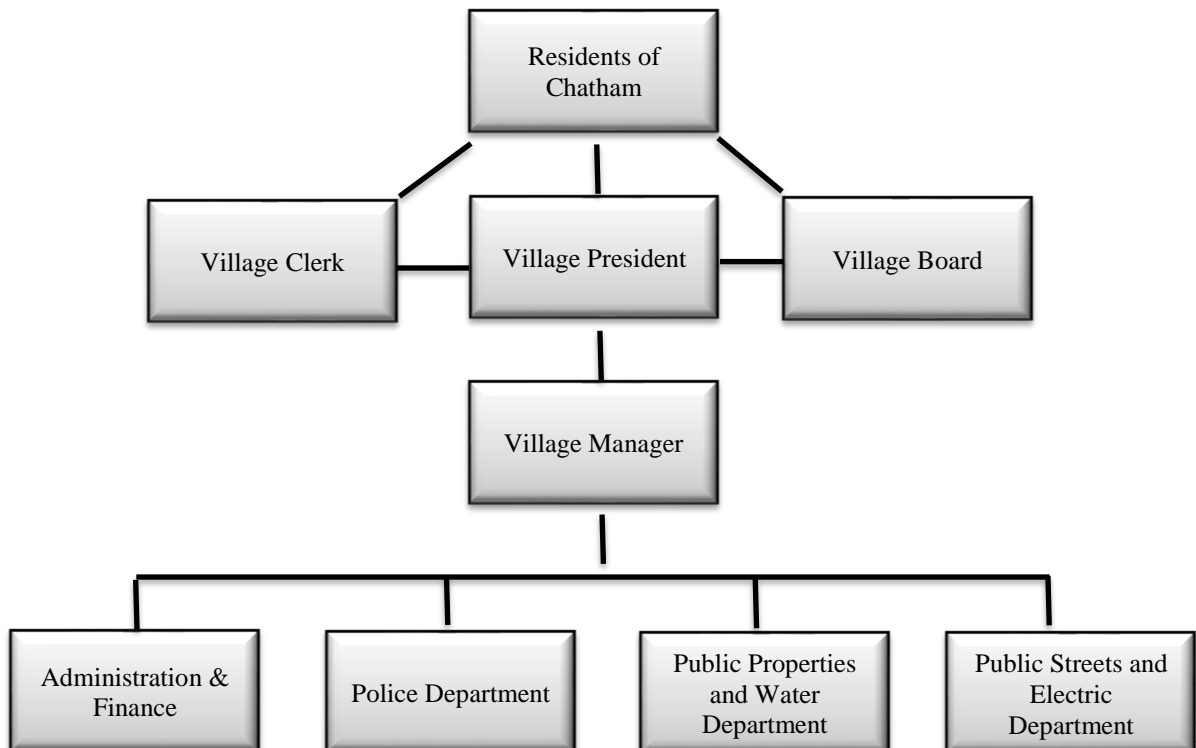 Residents of
Chatham
Village Clerk
Village President
Village Board
Village Manager
Administration &
Finance
Police Department
Public Properties
and Water
Department
Public Streets and
Electric
Department